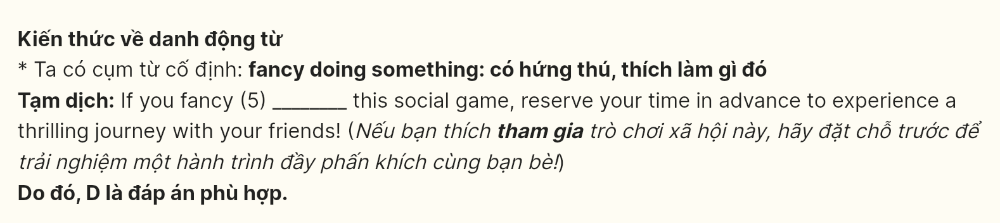 Kiến thức về danh động từ
* Ta có cụm từ cố định: fancy doing something: có hứng thú, thích làm gì đó
Tạm dịch: If you fancy (5) ________ this social game, reserve your time in advance to experience a
thrilling journey with your friends! (Nếu bạn thích tham gia trò chơi xã hội này, hãy đặt chỗ trước để
trải nghiệm một hành trình đầy phấn khích cùng bạn bè!)
Do đó, D là đáp án phù hợp.